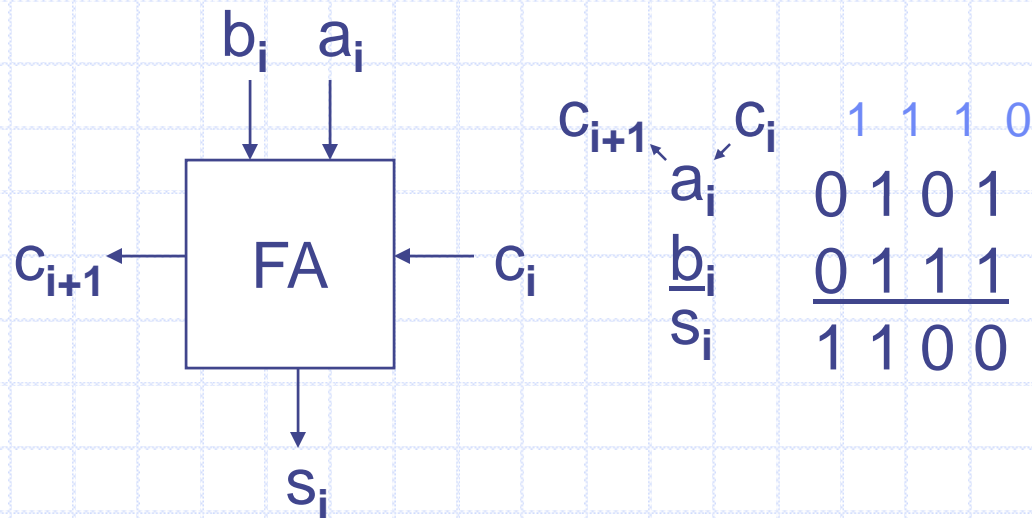 bᵢ aᵢ
FA
cᵢ₊₁
cᵢ
sᵢ
cᵢ₊₁ cᵢ
aᵢ
bᵢ
sᵢ
1 1 1 0
0 1 0 1
0 1 1 1
1 1 0 0